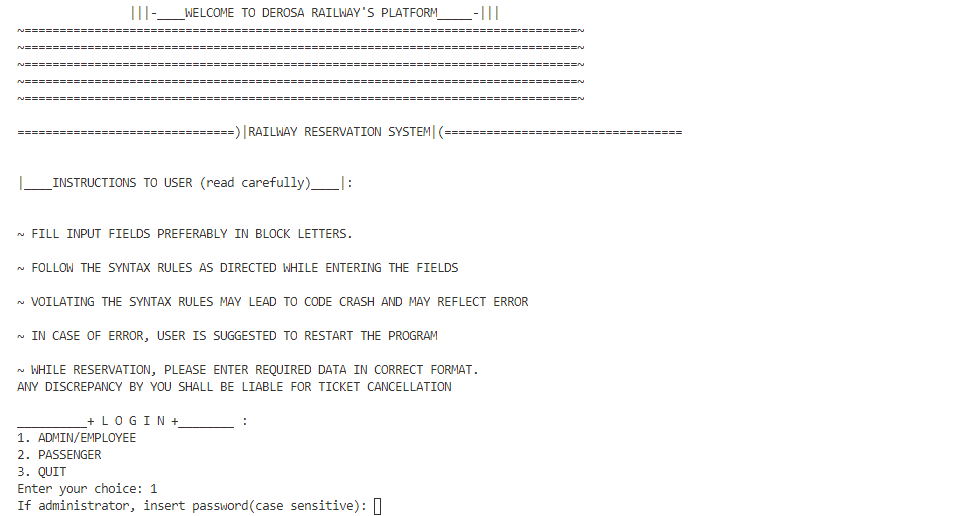 |||-____WELCOME TO DEROSA RAILWAY'S PLATFORM_____-|||
~===============================================================================~
~===============================================================================~
~===============================================================================~
~===============================================================================~
~===============================================================================~
===============================)|RAILWAY RESERVATION SYSTEM|(==================================
|____INSTRUCTIONS TO USER (read carefully)____|:
~ FILL INPUT FIELDS PREFERABLY IN BLOCK LETTERS.
~ FOLLOW THE SYNTAX RULES AS DIRECTED WHILE ENTERING THE FIELDS
~ VOILATING THE SYNTAX RULES MAY LEAD TO CODE CRASH AND MAY REFLECT ERROR
~ IN CASE OF ERROR, USER IS SUGGESTED TO RESTART THE PROGRAM
~ WHILE RESERVATION, PLEASE ENTER REQUIRED DATA IN CORRECT FORMAT.
ANY DISCREPANCY BY YOU SHALL BE LIABLE FOR TICKET CANCELLATION
__________+ L O G I N +________ :
1. ADMIN/EMPLOYEE
2. PASSENGER
3. QUIT
Enter your choice: 1
If administrator, insert password(case sensitive):